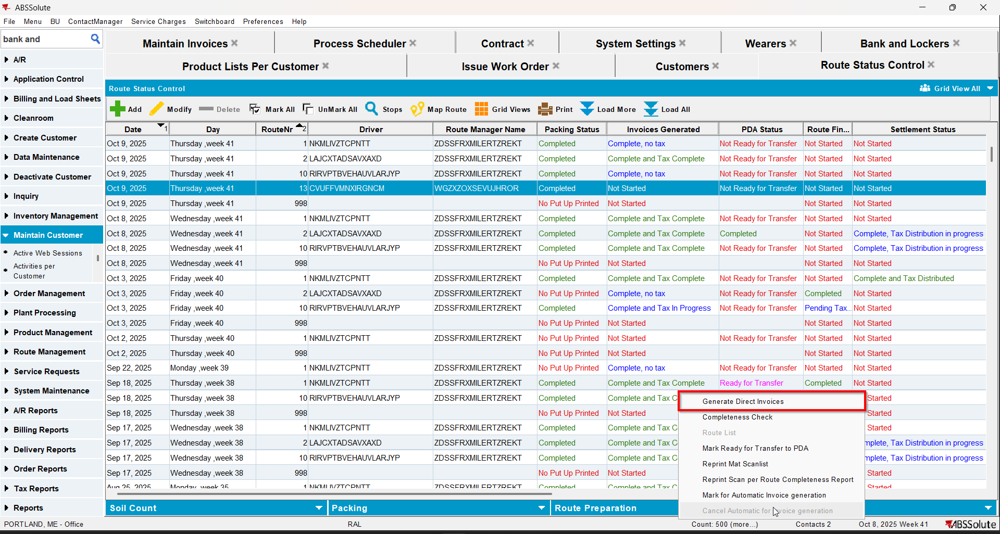 ABSSolute
File Menu BU ContactManager Service Charges Switchboard Preferences Help
bank and
Maintain Invoices Process Scheduler Contract System Settings Wearers Bank and Lockers
Product Lists Per Customer Issue Work Order Customers Route Status Control
A/R
Application Control
Billing and Load Sheets
Cleanroom
Create Customer
Data Maintenance
Deactivate Customer
Inquiry
Inventory Management
Maintain Customer
Active Web Sessions
Activities per
Customer
Order Management
Plant Processing
Product Management
Route Management
Service Requests
System Maintenance
A/R Reports
Billing Reports
Delivery Reports
Order Reports
Tax Reports
Reports
Route Status Control Grid View All
Add Modify Delete Mark All UnMark All Stops Map Route Grid Views Print Load More Load All
Date 1 Day RouteNr 2 Driver Route Manager Name Packing Status Invoices Generated PDA Status Route Fin... Settlement Status
Oct 9, 2025 Thursday ,week 41 1 NKMLIVZTCPNTT ZDSSFRXMILERTZREKT Completed Complete, no tax Not Ready for Transfer Not Started Not Started
Oct 9, 2025 Thursday ,week 41 2 LAJCXTADSAVXAXD ZDSSFRXMILERTZREKT Completed Complete and Tax Complete Not Ready for Transfer Not Started Not Started
Oct 9, 2025 Thursday ,week 41 10 RIRVPTBVEHAUVLARJYP ZDSSFRXMILERTZREKT Completed Complete, no tax Not Ready for Transfer Not Started Not Started
Oct 9, 2025 Thursday ,week 41 13 CVUFFVMNXIRGNCM WGZXZOXSEVUJHROR Completed Not Started Not Ready for Transfer Not Started Not Started
Oct 9, 2025 Thursday ,week 41 998 No Put Up Printed Not Started Not Started Not Started
Oct 8, 2025 Wednesday ,week 41 1 NKMLIVZTCPNTT ZDSSFRXMILERTZREKT Completed Complete and Tax Complete Not Ready for Transfer Not Started Not Started
Oct 8, 2025 Wednesday ,week 41 2 LAJCXTADSAVXAXD ZDSSFRXMILERTZREKT Completed Complete and Tax Complete Completed Not Started Complete, Tax Distribution in progress
Oct 8, 2025 Wednesday ,week 41 10 RIRVPTBVEHAUVLARJYP ZDSSFRXMILERTZREKT Completed Complete and Tax Complete Not Ready for Transfer Not Started Complete, Tax Distribution in progress
Oct 8, 2025 Wednesday ,week 41 998 No Put Up Printed Not Started Not Started Not Started
Oct 3, 2025 Friday ,week 40 1 NKMLIVZTCPNTT ZDSSFRXMILERTZREKT Completed Complete and Tax Complete Not Ready for Transfer Not Started Complete and Tax Distributed
Oct 3, 2025 Friday ,week 40 2 LAJCXTADSAVXAXD ZDSSFRXMILERTZREKT No Put Up Printed Complete, no tax Not Ready for Transfer Completed Not Started
Oct 3, 2025 Friday ,week 40 10 RIRVPTBVEHAUVLARJYP ZDSSFRXMILERTZREKT Completed Complete and Tax In Progress Not Ready for Transfer Pending Tax... Not Started
Oct 3, 2025 Friday ,week 40 998 No Put Up Printed Not Started Not Started Not Started
Oct 2, 2025 Thursday ,week 40 1 NKMLIVZTCPNTT ZDSSFRXMILERTZREKT No Put Up Printed Not Started Not Ready for Transfer Not Started Not Started
Oct 2, 2025 Thursday ,week 40 998 No Put Up Printed Not Started Not Started Not Started
Sep 22, 2025 Monday ,week 39 1 NKMLIVZTCPNTT ZDSSFRXMILERTZREKT No Put Up Printed Complete, no tax Not Ready for Transfer Not Started Not Started
Sep 18, 2025 Thursday ,week 38 1 NKMLIVZTCPNTT ZDSSFRXMILERTZREKT Completed Complete and Tax Complete Ready for Transfer Completed Not Started
Sep 18, 2025 Thursday ,week 38 10 RIRVPTBVEHAUVLARJYP ZDSSFRXMILERTZREKT Completed Complete and Tax C Started
Sep 18, 2025 Thursday ,week 38 998 No Put Up Printed Not Started Started
Sep 17, 2025 Wednesday ,week 38 1 NKMLIVZTCPNTT ZDSSFRXMILERTZREKT Completed Complete and Tax C Started
Sep 17, 2025 Wednesday ,week 38 2 LAJCXTADSAVXAXD ZDSSFRXMILERTZREKT Completed Complete and Tax C mplete, Tax Distribution in progress
Sep 17, 2025 Wednesday ,week 38 10 RIRVPTBVEHAUVLARJYP ZDSSFRXMILERTZREKT Completed Complete and Tax C mplete, Tax Distribution in progress
Sep 17, 2025 Wednesday ,week 38 998 No Put Up Printed Not Started Started
Aug 25, 2025 Monday ,week 35 1 NKMLIVZTCPNTT ZDSSFRXMILERTZREKT Completed Complete and Tax C Started
Generate Direct Invoices
Completeness Check
Route List
Mark Ready for Transfer to PDA
Reprint Mat Scanlist
Reprint Scan per Route Completeness Report
Mark for Automatic Invoice generation
Cancel Automatic for Invoice generation
Soil Count Packing Route Preparation
PORTLAND, ME - Office RAL Count: 500 (more...) Contacts 2 Oct 8, 2025 Week 41 ABSSolute